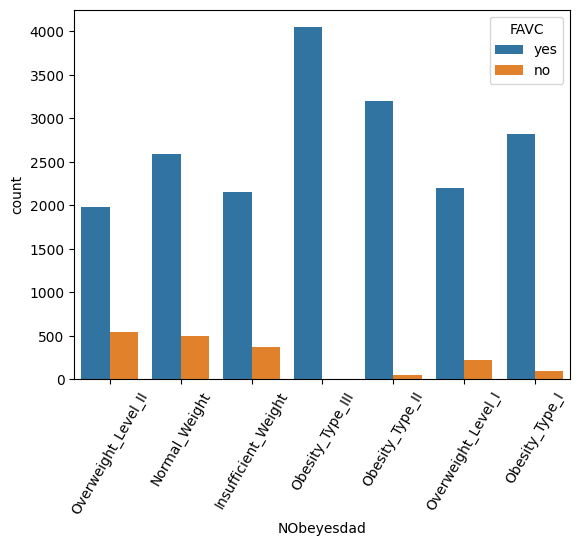 FAVC
yes
no
count
4000
3500
3000
2500
2000
1500
1000
500
0
Overweight_Level_II
Normal_Weight
Insufficient_Weight
Obesity_Type_III
Obesity_Type_II
Overweight_Level_I
Obesity_Type_I
NObeyesdad